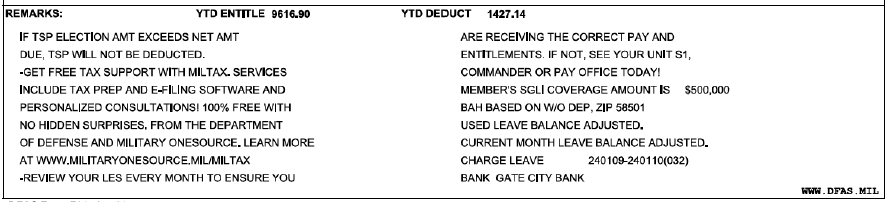 REMARKS: YTD ENTITLE 9616.90 YTD DEDUCT 1427.14
IF TSP ELECTION AMT EXCEEDS NET AMT
DUE, TSP WILL NOT BE DEDUCTED.
-GET FREE TAX SUPPORT WITH MILTAX. SERVICES
INCLUDE TAX PREP AND E-FILING SOFTWARE AND
PERSONALIZED CONSULTATIONS! 100% FREE WITH
NO HIDDEN SURPRISES, FROM THE DEPARTMENT
OF DEFENSE AND MILITARY ONESOURCE. LEARN MORE
AT WWW.MILITARYONESOURCE.MIL/MILTAX
-REVIEW YOUR LES EVERY MONTH TO ENSURE YOU
ARE RECEIVING THE CORRECT PAY AND
ENTITLEMENTS. IF NOT, SEE YOUR UNIT S1,
COMMANDER OR PAY OFFICE TODAY!
MEMBER'S SGLI COVERAGE AMOUNT IS $500,000
BAH BASED ON W/O DEP, ZIP 58501
USED LEAVE BALANCE ADJUSTED.
CURRENT MONTH LEAVE BALANCE ADJUSTED.
CHARGE LEAVE 240109-240110(032)
BANK GATE CITY BANK
WWW.DFAS.MIL